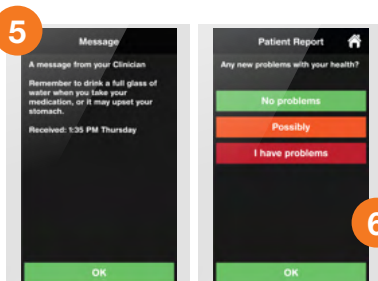 5
Message
A message from your Clinician
Remember to drink a full glass of
water when you take your
medication, or it may upset your
stomach.
Received: 1:35 PM Thursday
OK
Patient Report
Any new problems with your health?
No problems
Possibly
I have problems
6
OK